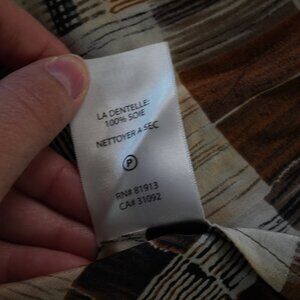 LA DENTELLE:
100% SOIE
NETTOYER A SEC
P
RN# 81913
CA# 31092